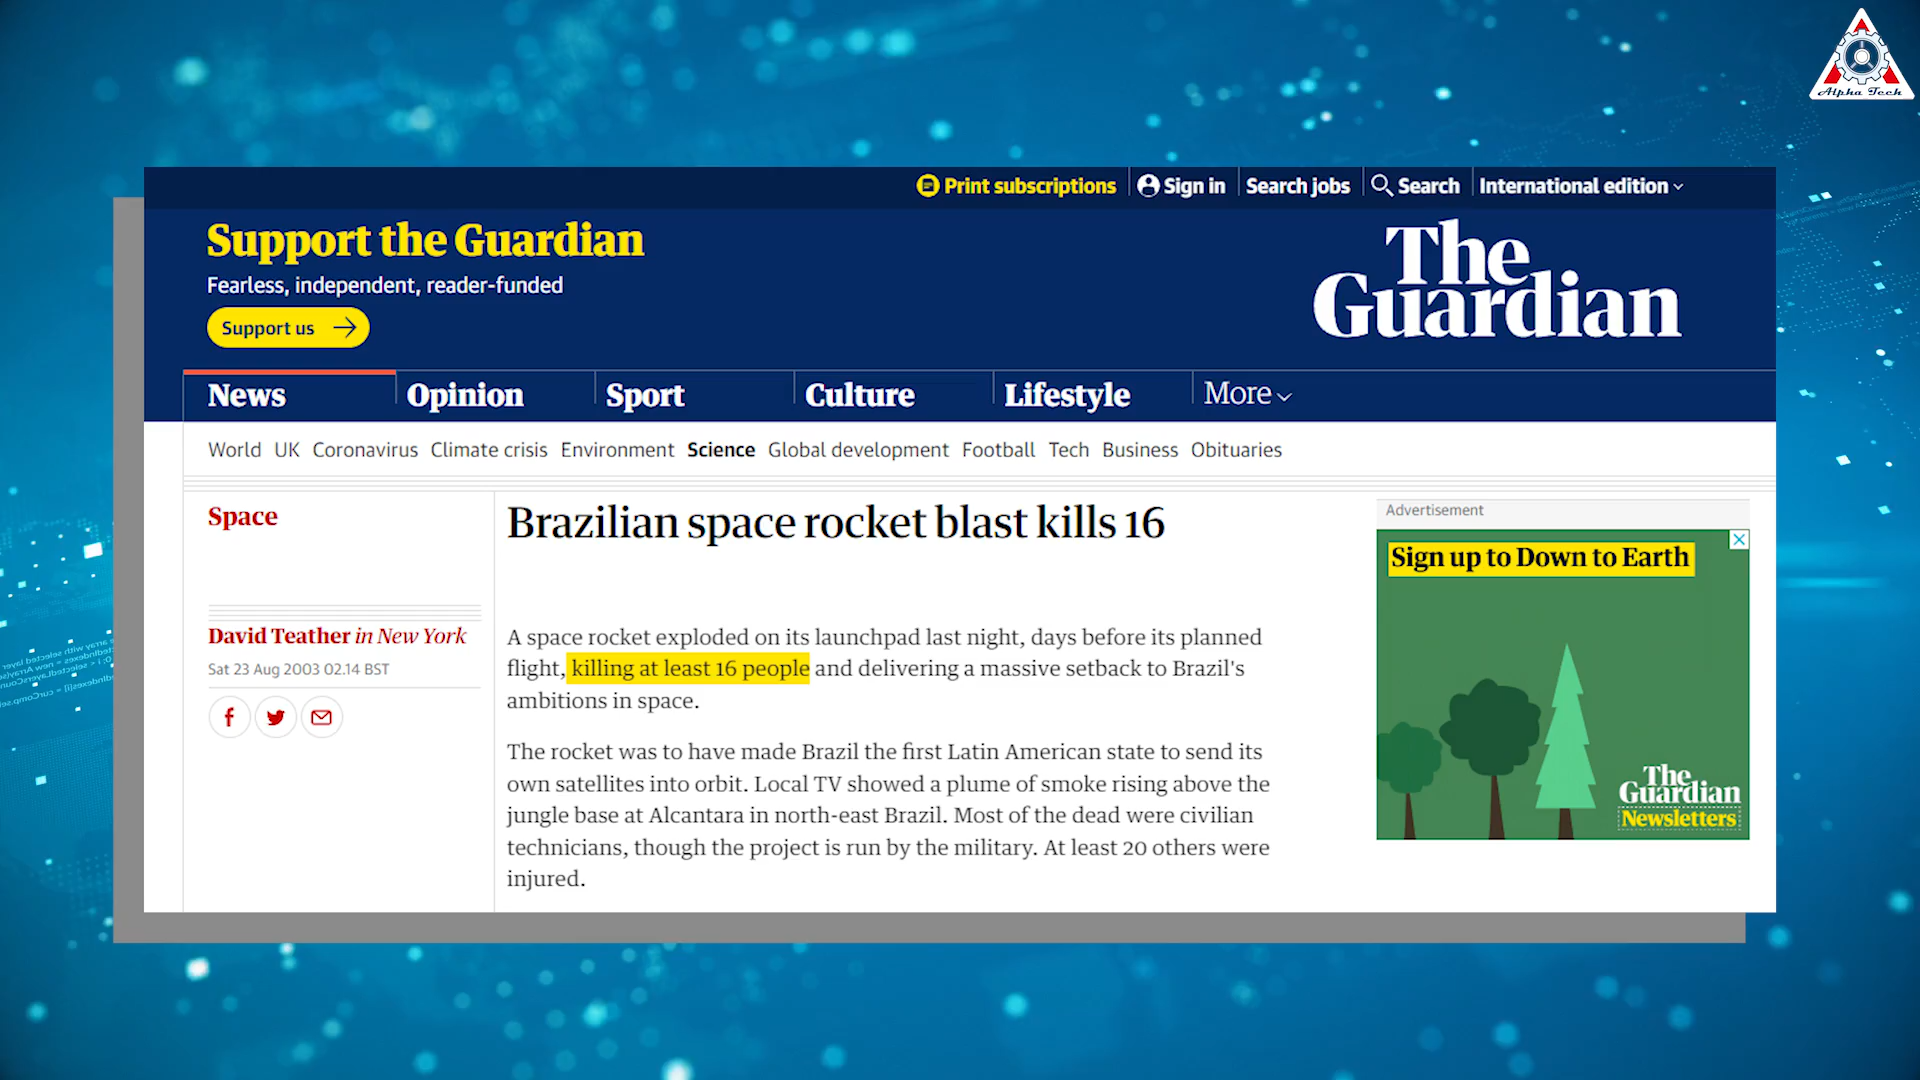 Alpha Tech
Print subscriptions
Sign in
Search jobs
Search
International edition
Support the Guardian
Fearless, independent, reader-funded
Support us
The
Guardian
News
Opinion
Sport
Culture
Lifestyle
More
World UK Coronavirus Climate crisis Environment Science Global development Football Tech Business Obituaries
Space
Brazilian space rocket blast kills 16
David Teather in New York
Sat 23 Aug 2003 02.14 BST
A space rocket exploded on its launchpad last night, days before its planned
flight, killing at least 16 people and delivering a massive setback to Brazil's
ambitions in space.
The rocket was to have made Brazil the first Latin American state to send its
own satellites into orbit. Local TV showed a plume of smoke rising above the
jungle base at Alcantara in north-east Brazil. Most of the dead were civilian
technicians, though the project is run by the military. At least 20 others were
injured.
Advertisement
Sign up to Down to Earth
The
Guardian
Newsletters